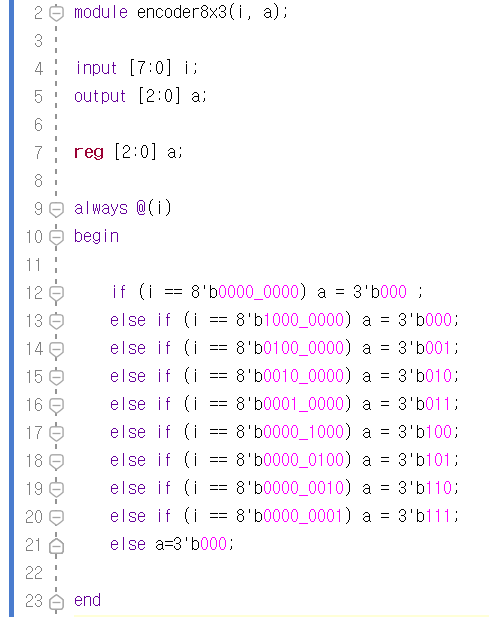 2 module encoder8x3(i, a);
3
4 input [7:0] i;
5 output [2:0] a;
6
7 reg [2:0] a;
8
9 always @(i)
10 begin
11
12 if (i == 8'b0000_0000) a = 3'b000 ;
13 else if (i == 8'b1000_0000) a = 3'b000;
14 else if (i == 8'b0100_0000) a = 3'b001;
15 else if (i == 8'b0010_0000) a = 3'b010;
16 else if (i == 8'b0001_0000) a = 3'b011;
17 else if (i == 8'b0000_1000) a = 3'b100;
18 else if (i == 8'b0000_0100) a = 3'b101;
19 else if (i == 8'b0000_0010) a = 3'b110;
20 else if (i == 8'b0000_0001) a = 3'b111;
21 else a=3'b000;
22
23 end